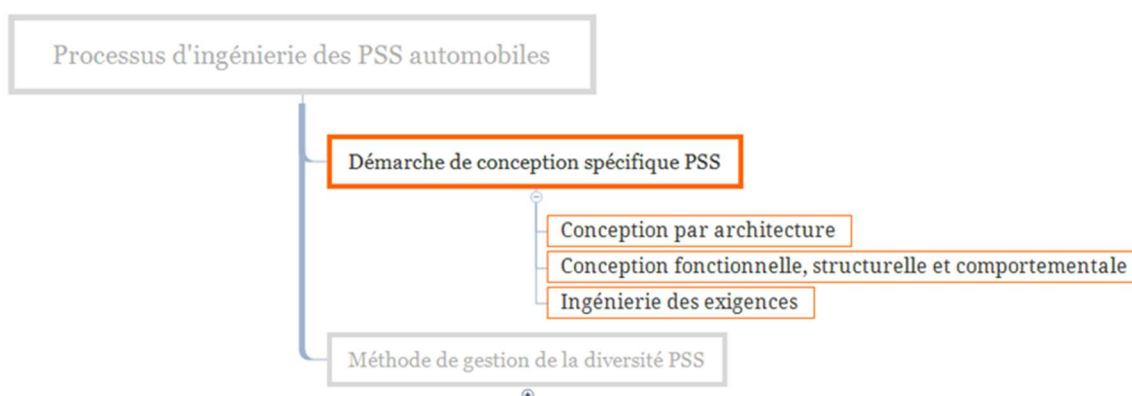 Processus d'ingénierie des PSS automobiles
Démarche de conception spécifique PSS
Conception par architecture
Conception fonctionnelle, structurelle et comportementale
Ingénierie des exigences
Méthode de gestion de la diversité PSS